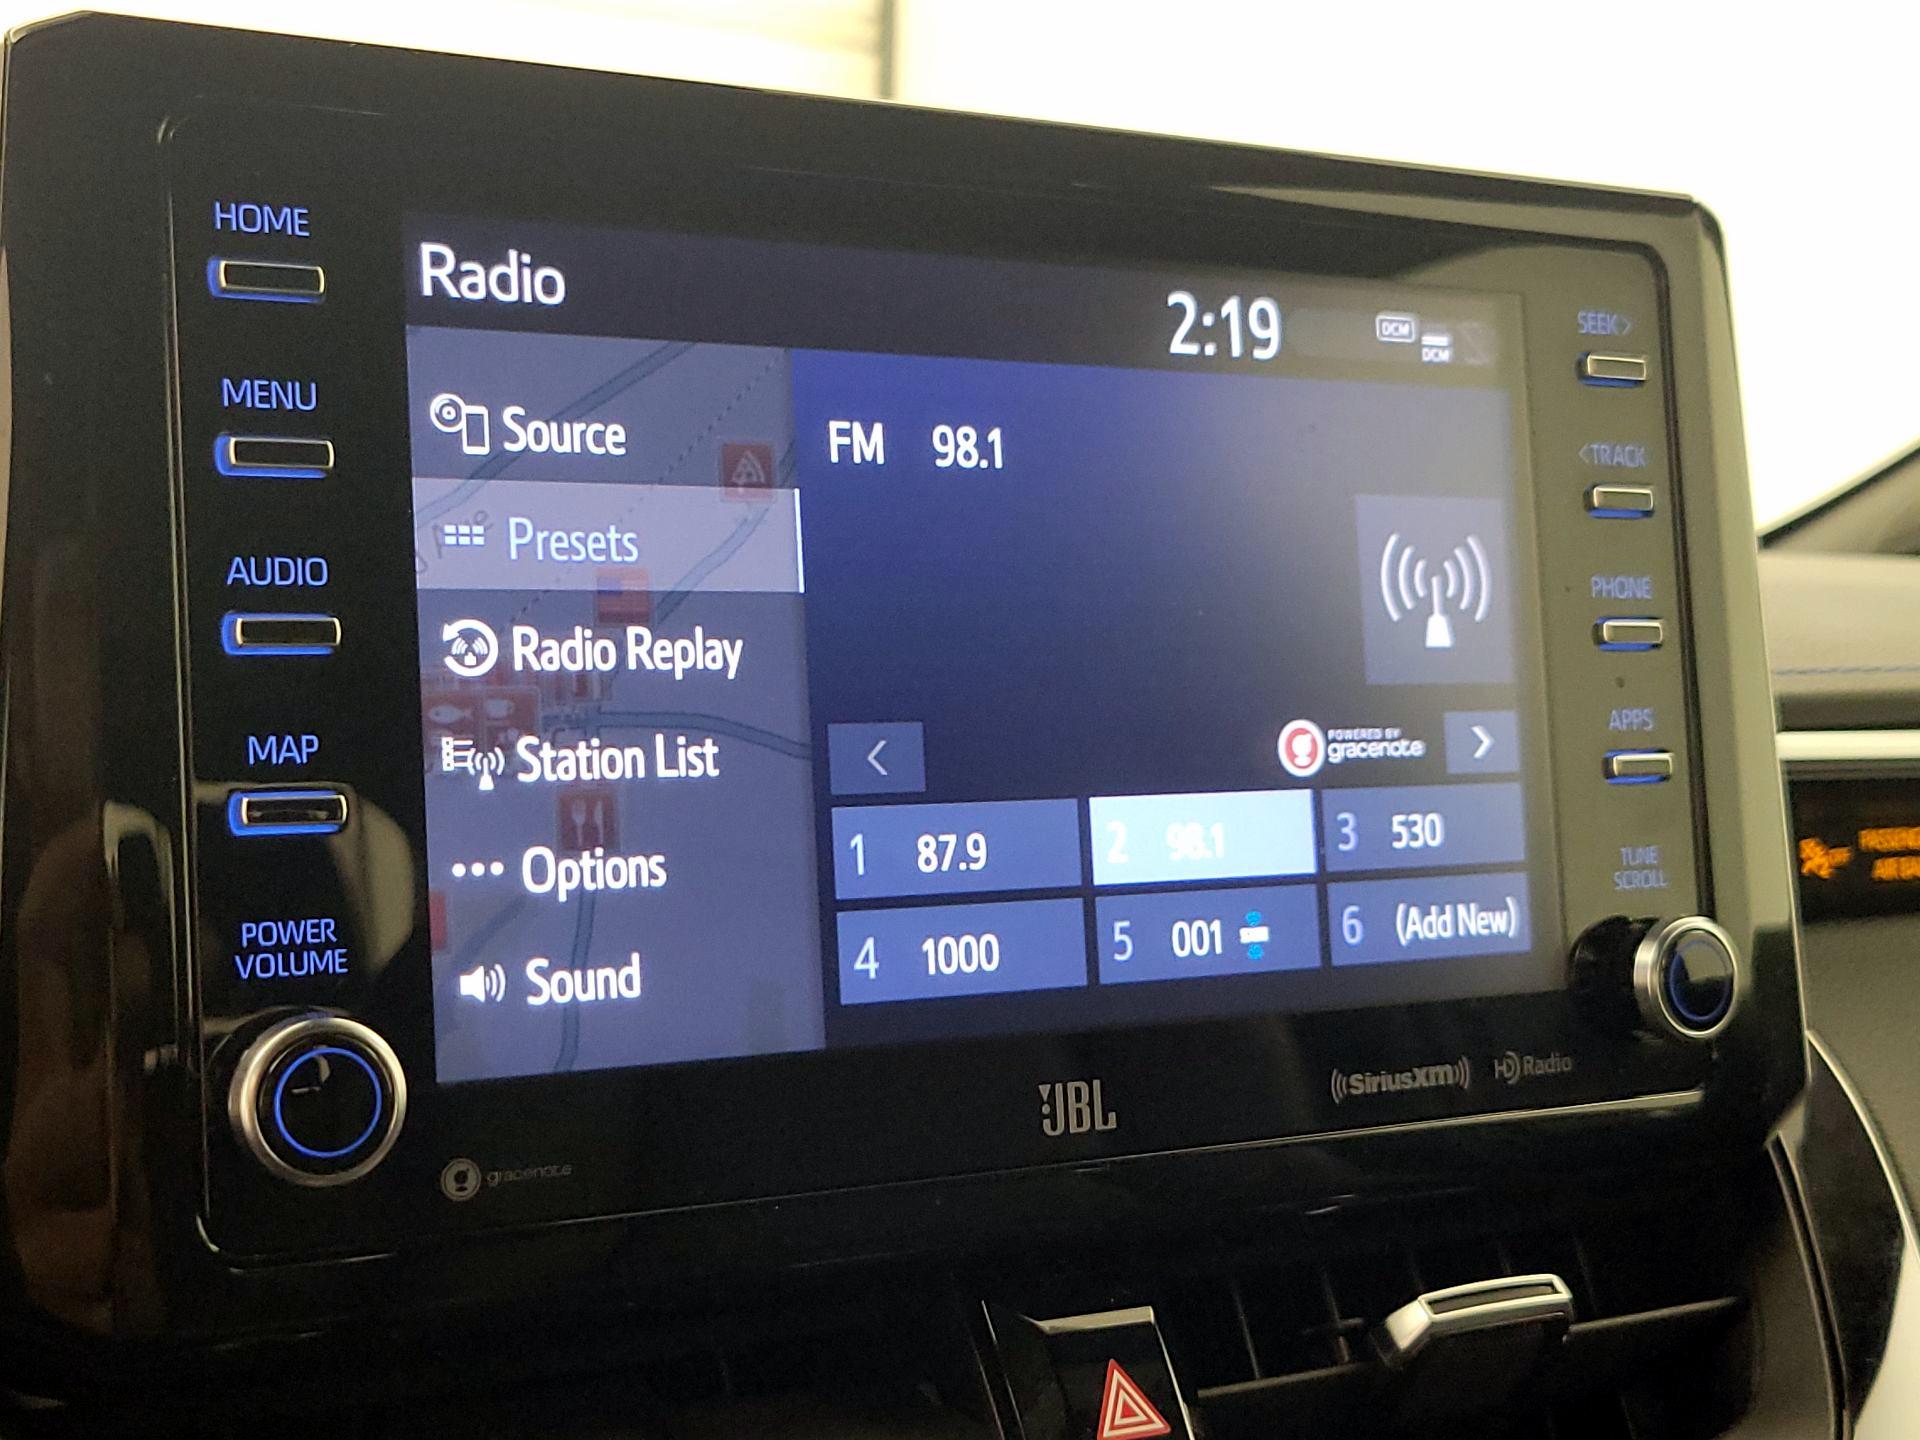 HOME
MENU
AUDIO
MAP
POWER
VOLUME
Radio
2:19
DCM
DCM
Source
Presets
Radio Replay
Station List
Options
Sound
FM 98.1
POWERED BY
gracenote
1 87.9
2 98.1
3 530
4 1000
5 001
6 (Add New)
SEEK>
<TRACK
PHONE
APPS
TUNE
SCROLL
gracenote
JBL
SiriusXm
HD Radio